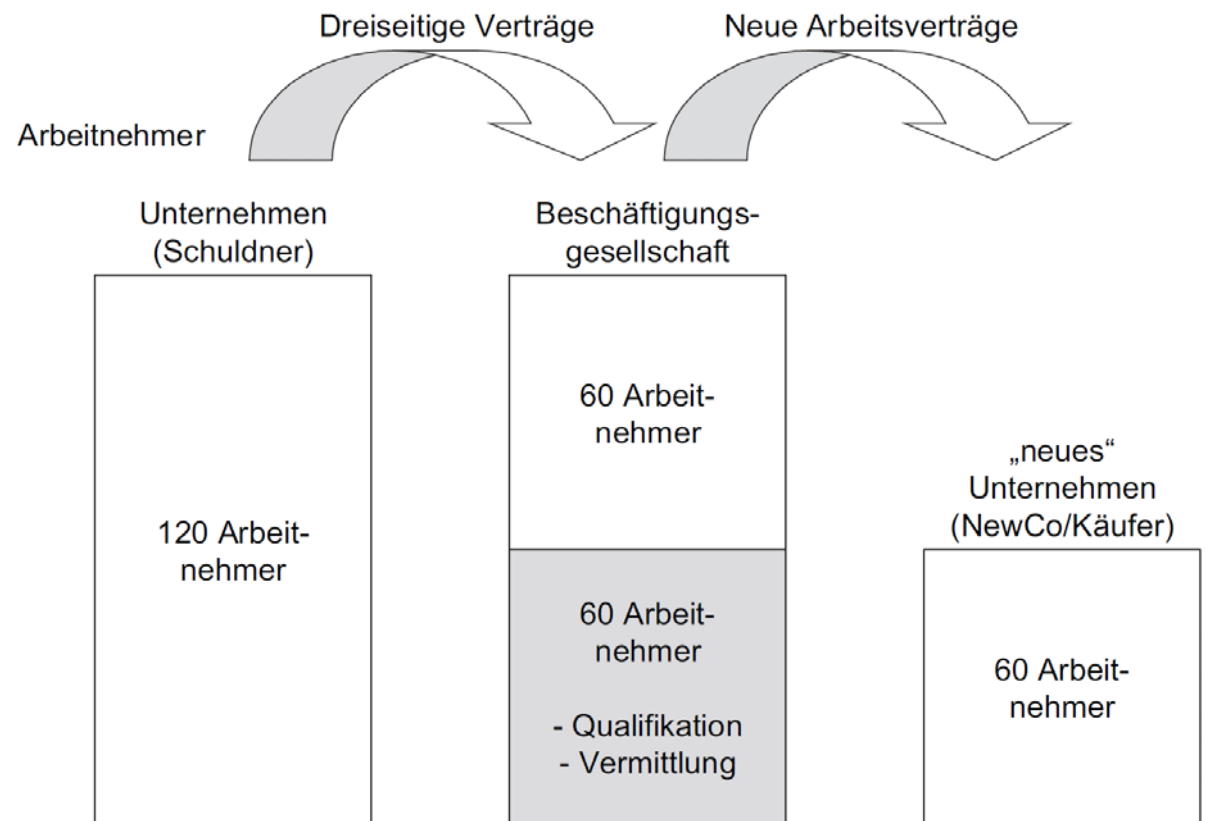 Dreiseitige Verträge
Neue Arbeitsverträge
Arbeitnehmer
Unternehmen
(Schuldner)
120 Arbeit-
nehmer
Beschäftigungs-
gesellschaft
60 Arbeit-
nehmer
60 Arbeit-
nehmer
- Qualifikation
- Vermittlung
„neues“
Unternehmen
(NewCo/Käufer)
60 Arbeit-
nehmer